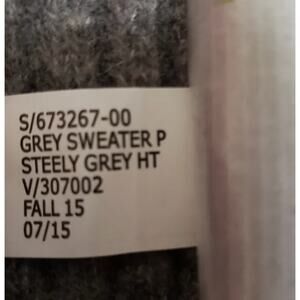 S/673267-00
GREY SWEATER P
STEELY GREY HT
V/307002
FALL 15
07/15